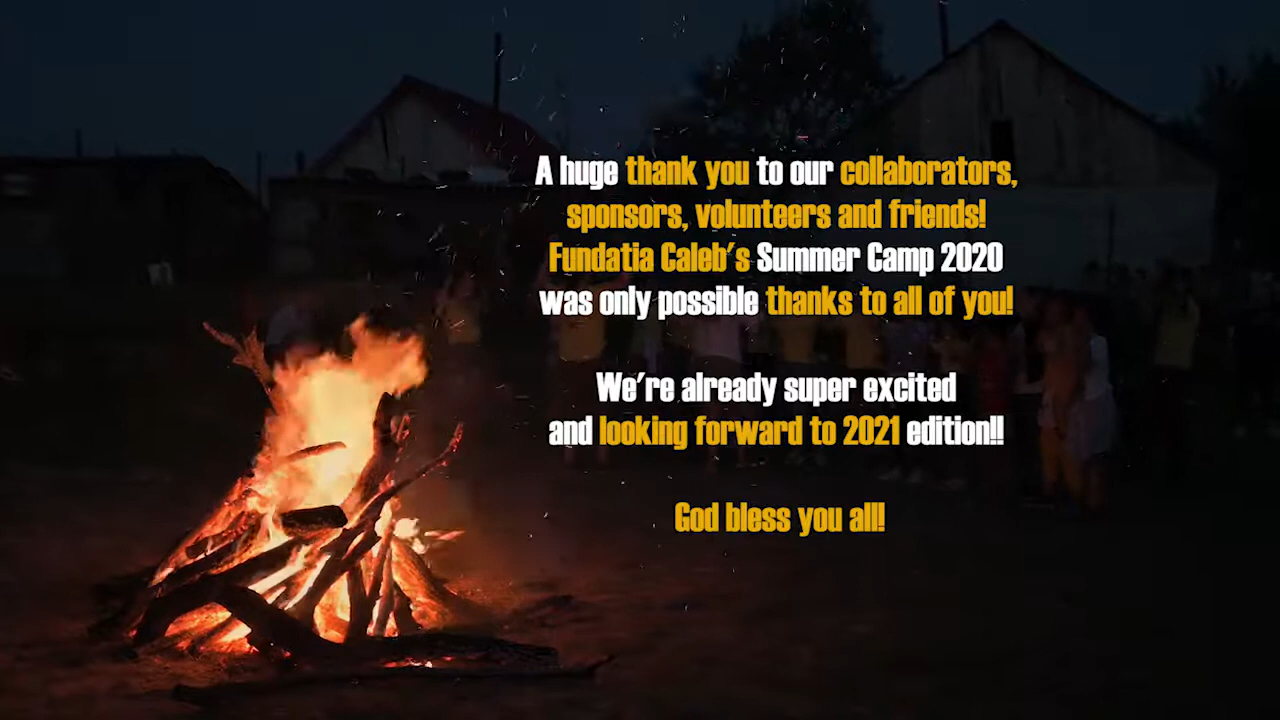 A huge thank you to our collaborators,
sponsors, volunteers and friends!
Fundatia Caleb's Summer Camp 2020
was only possible thanks to all of you!
We're already super excited
and looking forward to 2021 edition!!
God bless you all!